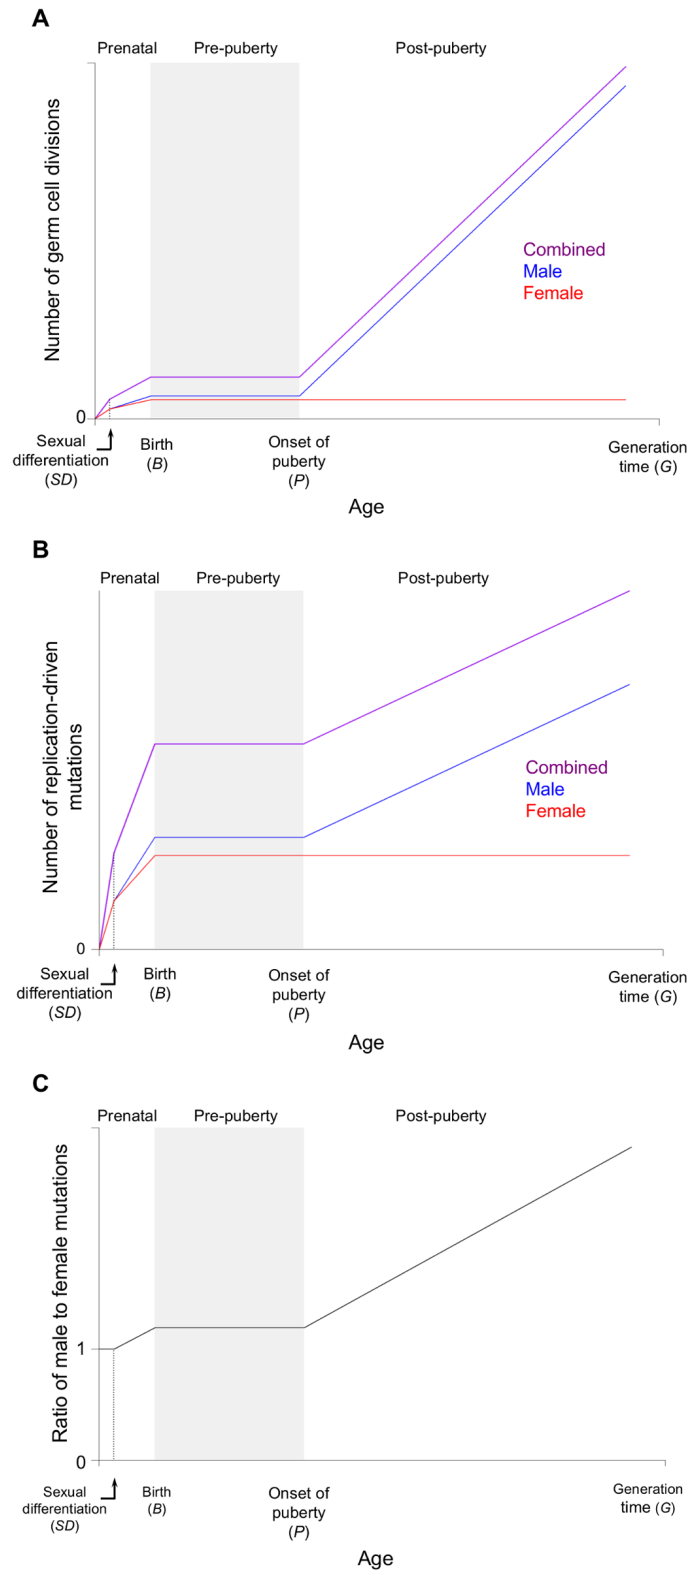 A
Prenatal Pre-puberty Post-puberty
Number of germ cell divisions
Combined
Male
Female
0
Sexual
differentiation
(SD)
Birth
(B)
Onset of
puberty
(P)
Generation
time (G)
Age
B
Prenatal Pre-puberty Post-puberty
Number of replication-driven
mutations
Combined
Male
Female
0
Sexual
differentiation
(SD)
Birth
(B)
Onset of
puberty
(P)
Generation
time (G)
Age
C
Prenatal Pre-puberty Post-puberty
Ratio of male to female mutations
1
0
Sexual
differentiation
(SD)
Birth
(B)
Onset of
puberty
(P)
Generation
time (G)
Age